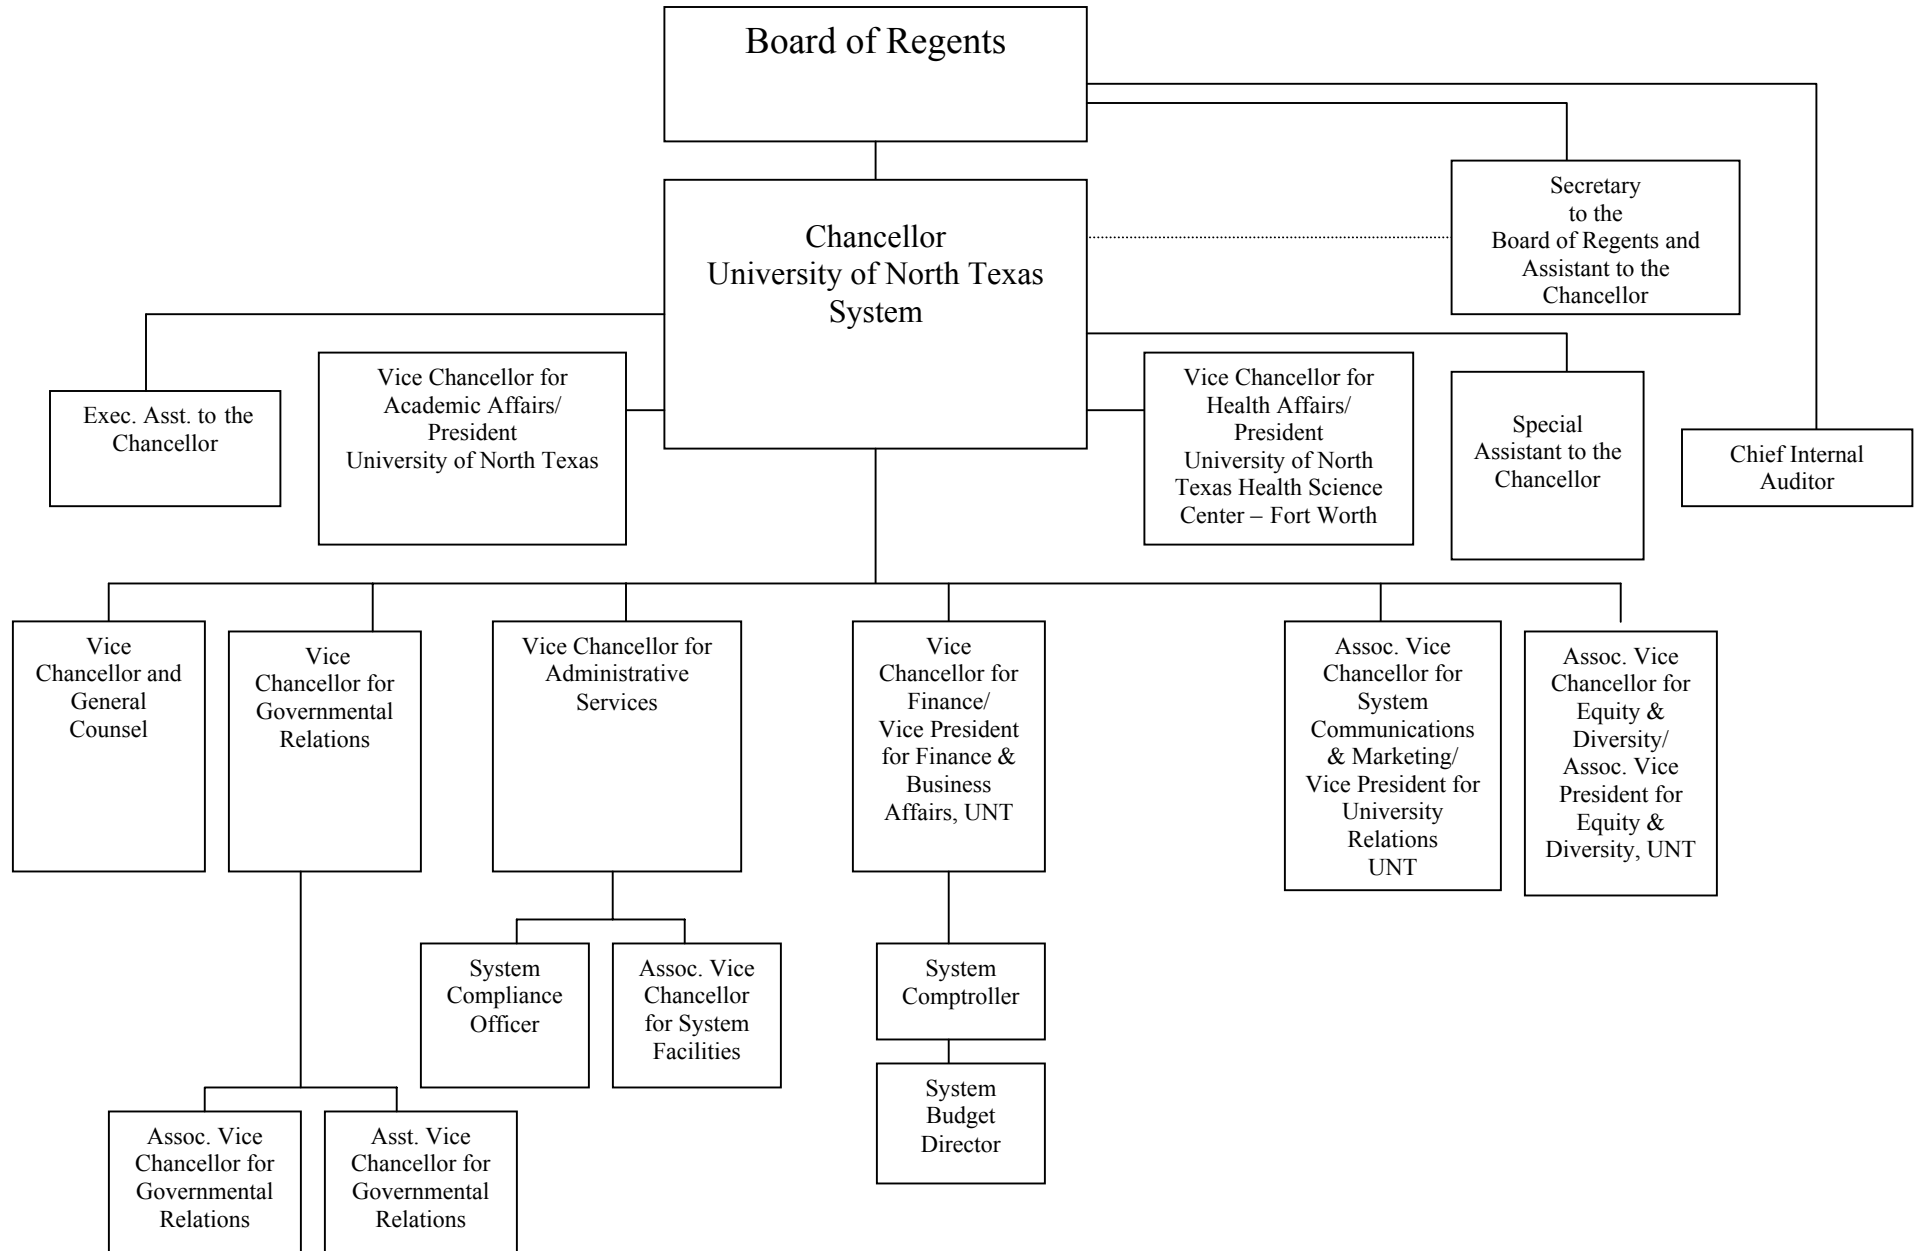 Board of Regents
Secretary
to the
Board of Regents and
Assistant to the
Chancellor
Chancellor
University of North Texas
System
Exec. Asst. to the
Chancellor
Vice Chancellor for
Academic Affairs/
President
University of North Texas
Vice Chancellor for
Health Affairs/
President
University of North
Texas Health Science
Center – Fort Worth
Special
Assistant to the
Chancellor
Chief Internal
Auditor
Vice
Chancellor and
General
Counsel
Vice
Chancellor for
Governmental
Relations
Vice Chancellor for
Administrative
Services
Vice
Chancellor for
Finance/
Vice President
for Finance &
Business
Affairs, UNT
Assoc. Vice
Chancellor for
System
Communications
& Marketing/
Vice President for
University
Relations
UNT
Assoc. Vice
Chancellor for
Equity &
Diversity/
Assoc. Vice
President for
Equity &
Diversity, UNT
System
Compliance
Officer
Assoc. Vice
Chancellor
for System
Facilities
System
Comptroller
System
Budget
Director
Assoc. Vice
Chancellor for
Governmental
Relations
Asst. Vice
Chancellor for
Governmental
Relations